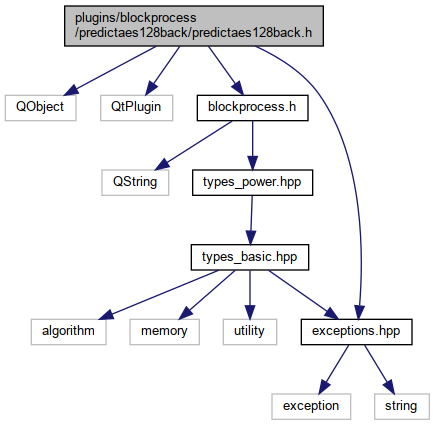 plugins/blockprocess
/predictaes128back/predictaes128back.h
QObject
QtPlugin
blockprocess.h
QString
types_power.hpp
types_basic.hpp
algorithm
memory
utility
exceptions.hpp
exception
string